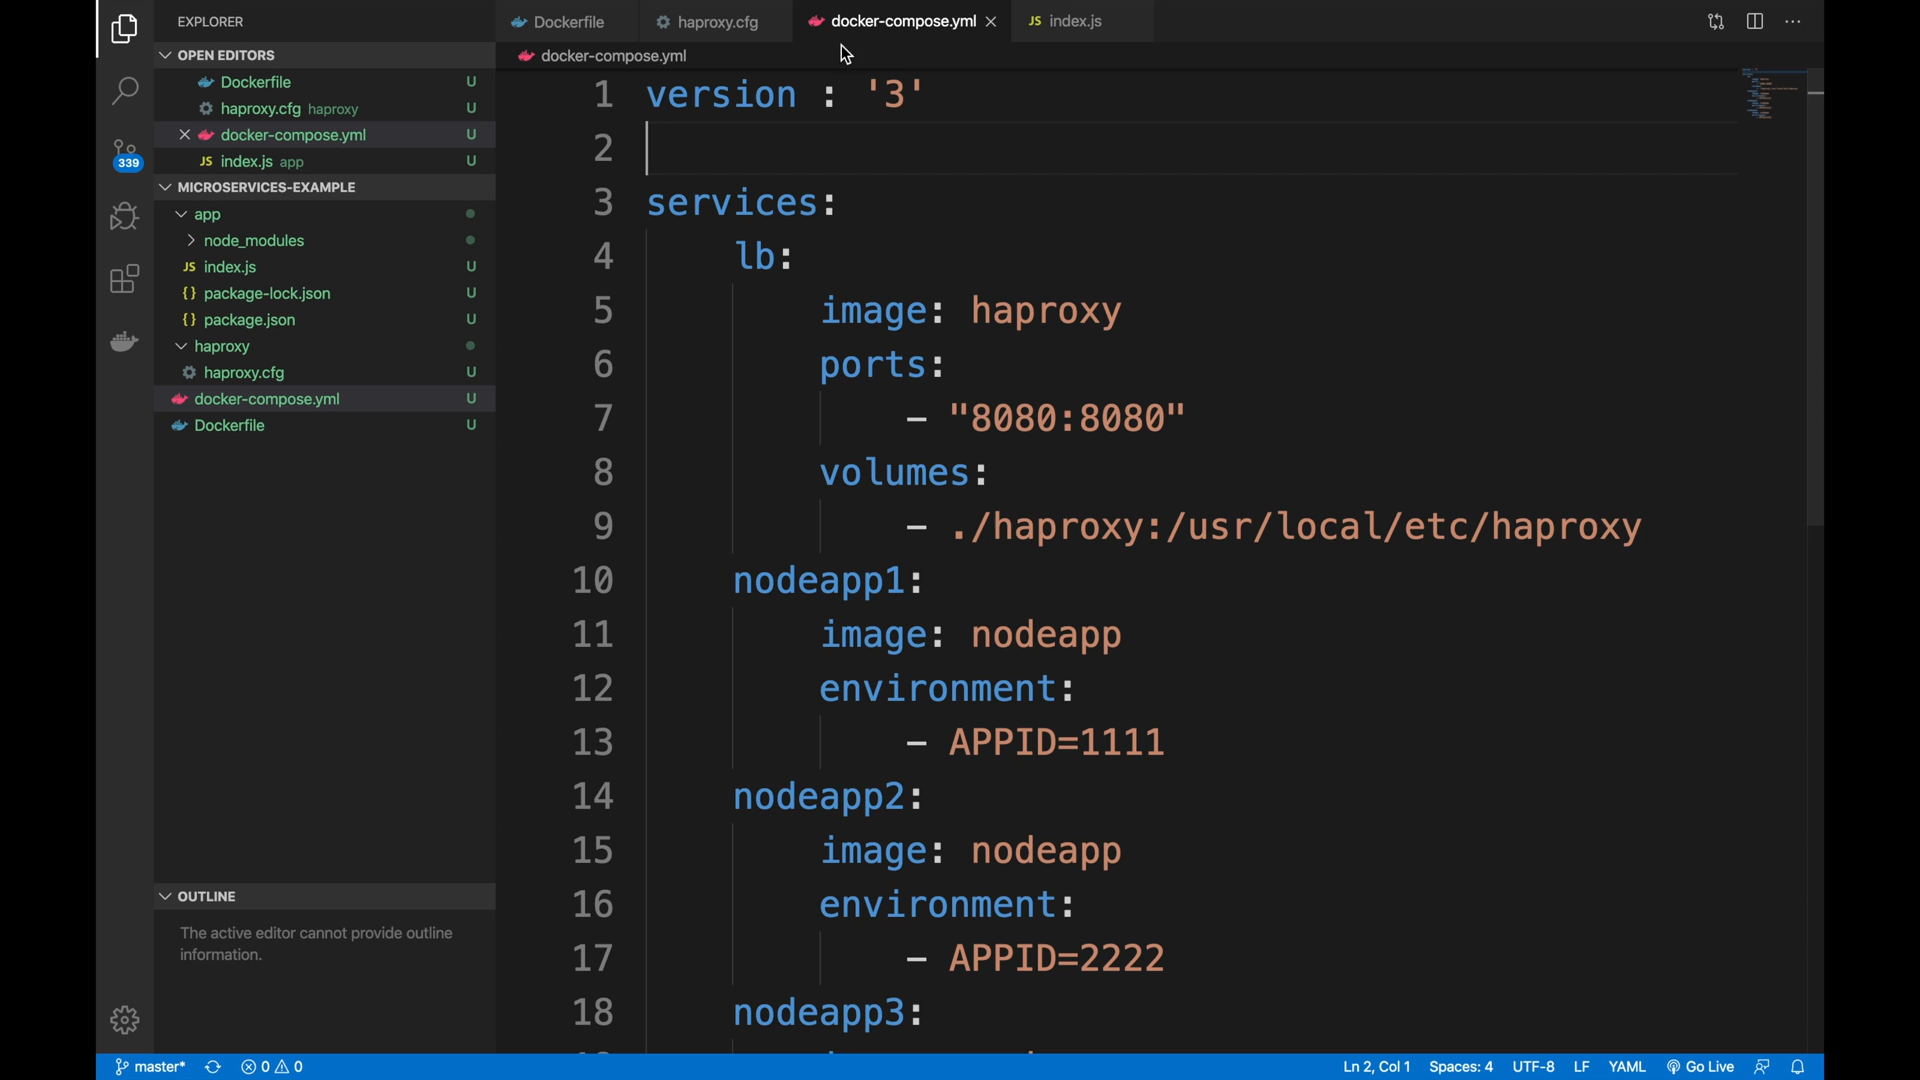 EXPLORER
OPEN EDITORS
Dockerfile U
haproxy.cfg haproxy U
docker-compose.yml U
JS index.js app U
339
MICROSERVICES-EXAMPLE
app
node_modules
JS index.js U
{} package-lock.json U
{} package.json U
haproxy
haproxy.cfg U
docker-compose.yml U
Dockerfile U
OUTLINE
The active editor cannot provide outline
information.
Dockerfile haproxy.cfg docker-compose.yml JS index.js
docker-compose.yml
1 version : '3'
2
3 services:
4 lb:
5 image: haproxy
6 ports:
7 - "8080:8080"
8 volumes:
9 - ./haproxy:/usr/local/etc/haproxy
10 nodeapp1:
11 image: nodeapp
12 environment:
13 - APPID=1111
14 nodeapp2:
15 image: nodeapp
16 environment:
17 - APPID=2222
18 nodeapp3:
master* 0 0 Ln 2, Col 1 Spaces: 4 UTF-8 LF YAML Go Live